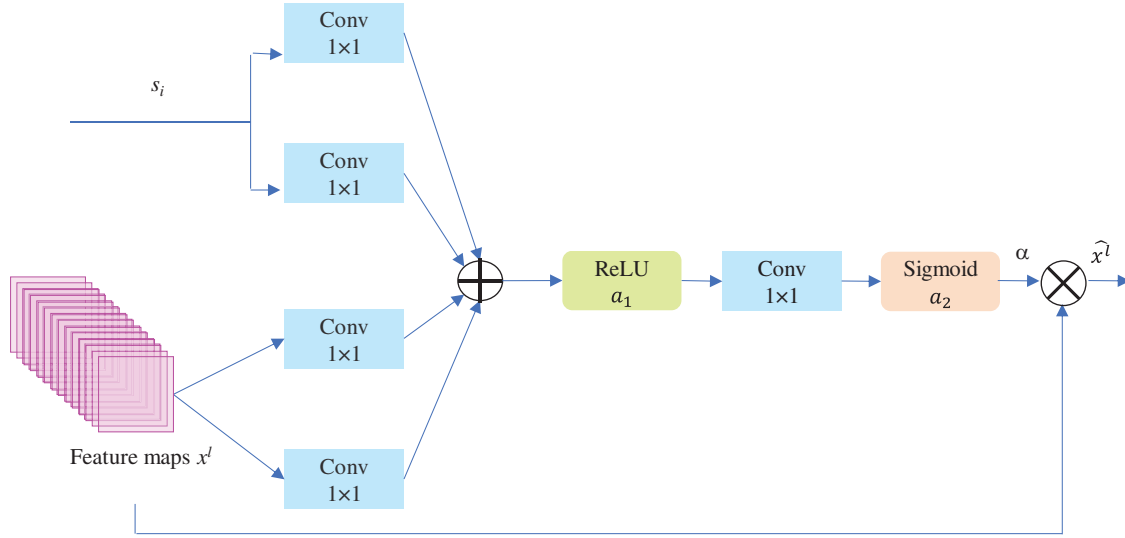 Conv
1×1
s_i
Conv
1×1
ReLU
a_1
Conv
1×1
Sigmoid
a_2
α
\widehat{x^l}
Conv
1×1
Feature maps x^l
Conv
1×1